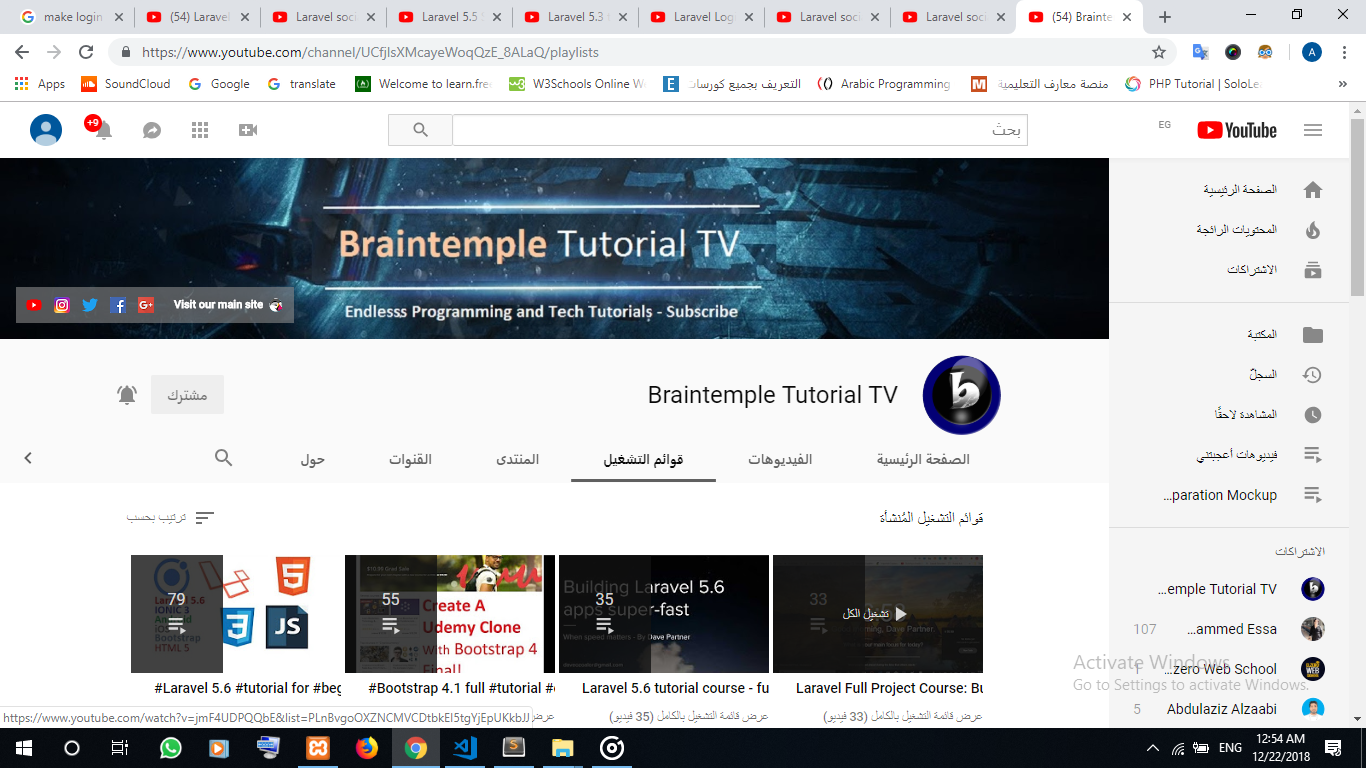 make login
(54) Laravel
Laravel soci
Laravel 5.5
Laravel 5.3 f
Laravel Log
Laravel soci
Laravel soci
(54) Brainte
https://www.youtube.com/channel/UCfjIsXMcayeWoqQzE_8ALaQ/playlists
A
Apps
SoundCloud
Google
translate
Welcome to learn.free
W3Schools Online W
التعريف بجميع كورسات
Arabic Programming
منصة معارف التعليمية
PHP Tutorial | SoloLe
+9
بحث
EG
YouTube
Braintemple Tutorial TV
Endlesss Programming and Tech Tutorials - Subscribe
Visit our main site
الصفحة الرئيسية
المحتويات الرائجة
الاشتراكات
المكتبة
السجلّ
المشاهدة لاحقًا
فيديوهات أعجبتني
...paration Mockup
الاشتراكات
...emple Tutorial TV
...ammed Essa
107
...zero Web School
1
Abdulaziz Alzaabi
5
Braintemple Tutorial TV
مشترك
الصفحة الرئيسية
الفيديوهات
قوائم التشغيل
المنتدى
القنوات
حول
قوائم التشغيل المُنشأة
ترتيب بحسب
33
تشغيل الكل
Dave Partner.
Laravel Full Project Course: Bu
عرض قائمة التشغيل بالكامل (33 فيديو)
Building Laravel 5.6
apps super-fast
When speed matters - By Dave Partner
35
Laravel 5.6 tutorial course - fu
عرض قائمة التشغيل بالكامل (35 فيديو)
55
Create A
Udemy Clone
With Bootstrap 4
Final!
#Bootstrap 4.1 full #tutorial #
عرض
79
Laravel 5.6
IONIC 3
Android
iOS
Bootstrap
HTML 5
JS
#Laravel 5.6 #tutorial for #beg
Activate Windows
Go to Settings to activate Windows.
https://www.youtube.com/watch?v=jmF4UDPQQbE&list=PLnBvgoOXZNCMVCDtbkEI5tgYjEpUKkbJJ
ENG
12:54 AM
12/22/2018